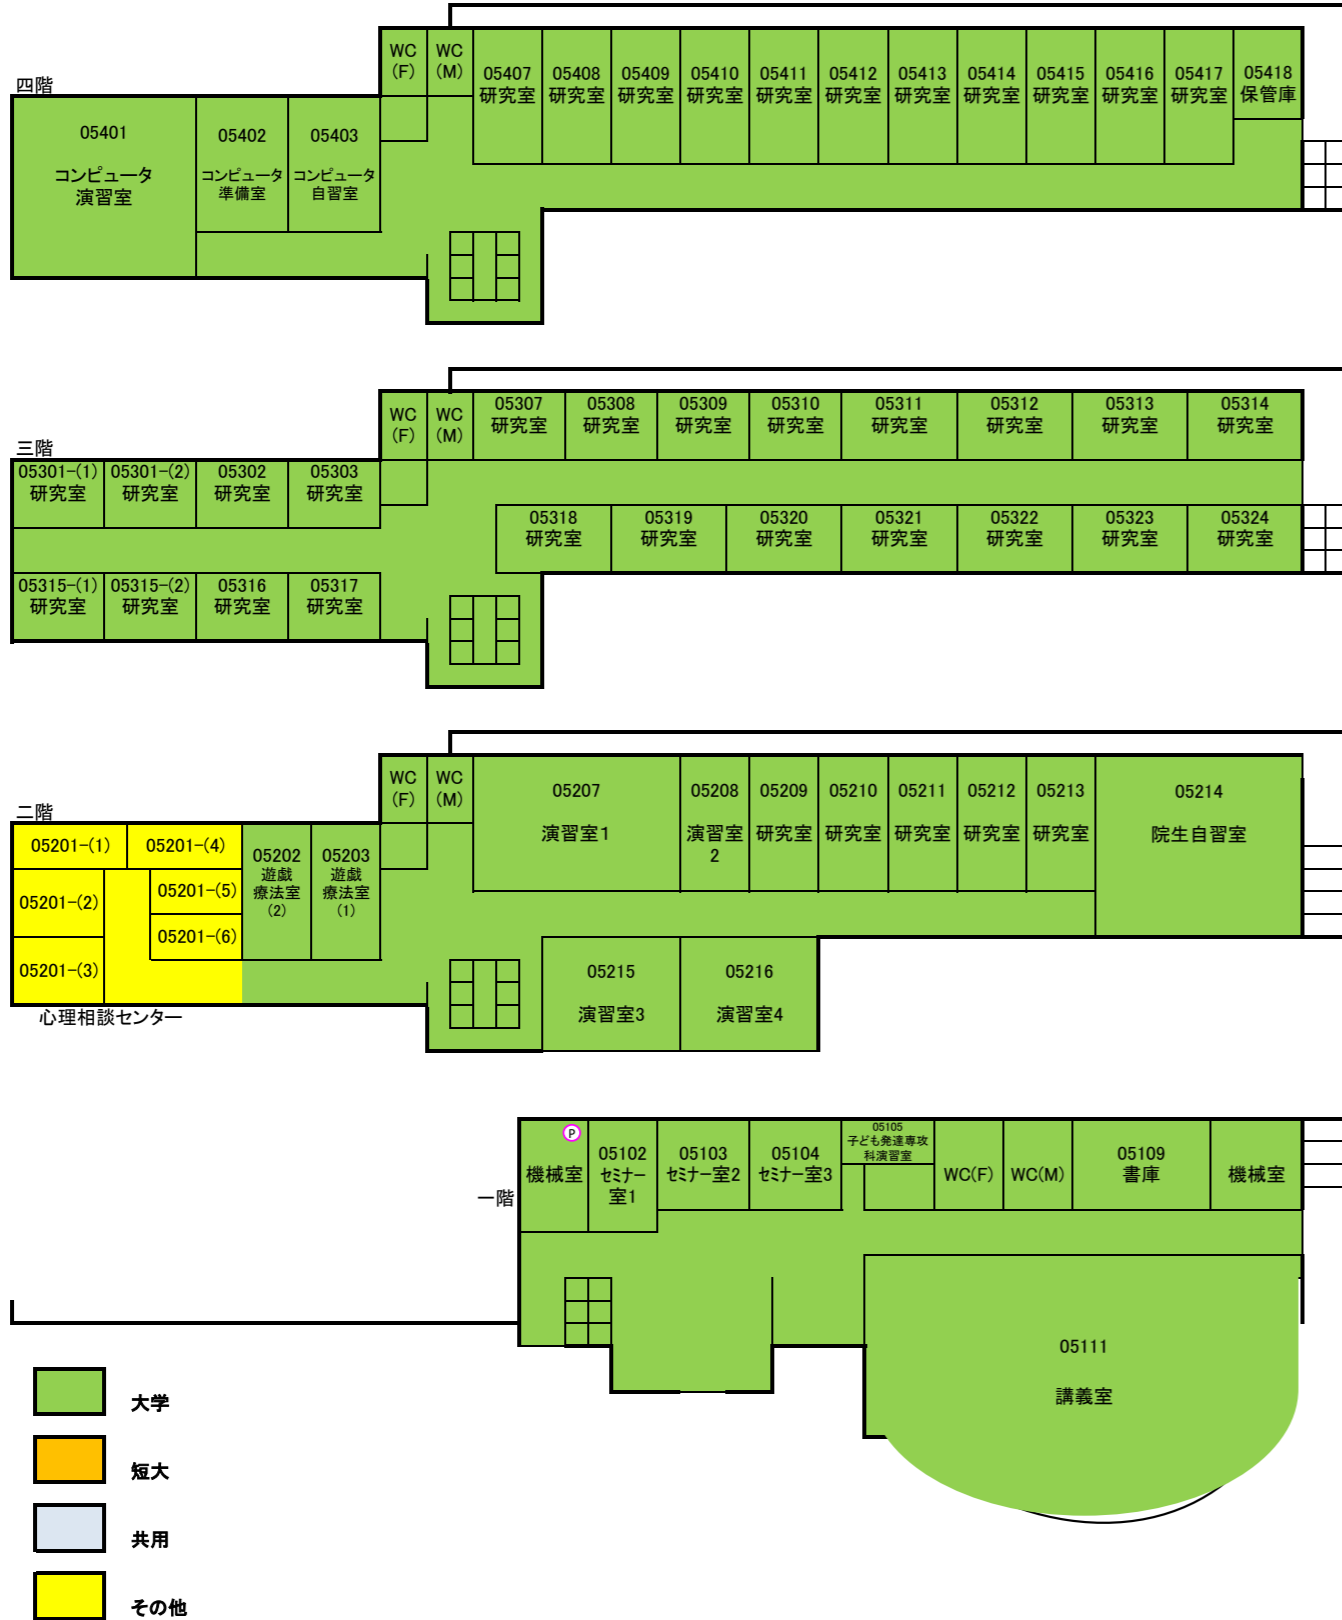 四階
WC
(F)
WC
(M)
05407
研究室
05408
研究室
05409
研究室
05410
研究室
05411
研究室
05412
研究室
05413
研究室
05414
研究室
05415
研究室
05416
研究室
05417
研究室
05418
保管庫
05401
コンピュータ
演習室
05402
コンピュータ
準備室
05403
コンピュータ
自習室
三階
WC
(F)
WC
(M)
05307
研究室
05308
研究室
05309
研究室
05310
研究室
05311
研究室
05312
研究室
05313
研究室
05314
研究室
05301-(1)
研究室
05301-(2)
研究室
05302
研究室
05303
研究室
05318
研究室
05319
研究室
05320
研究室
05321
研究室
05322
研究室
05323
研究室
05324
研究室
05315-(1)
研究室
05315-(2)
研究室
05316
研究室
05317
研究室
二階
WC
(F)
WC
(M)
05207
演習室1
05208
演習室
2
05209
研究室
05210
研究室
05211
研究室
05212
研究室
05213
研究室
05214
院生自習室
05201-(1)
05201-(4)
05201-(2)
05201-(5)
05201-(6)
05201-(3)
05202
遊戯
療法室
(2)
05203
遊戯
療法室
(1)
05215
演習室3
05216
演習室4
心理相談センター
一階
P
機械室
05102
セミナー
室1
05103
セミナー室2
05104
セミナー室3
05105
子ども発達専攻
科演習室
WC(F)
WC(M)
05109
書庫
機械室
05111
講義室
大学
短大
共用
その他